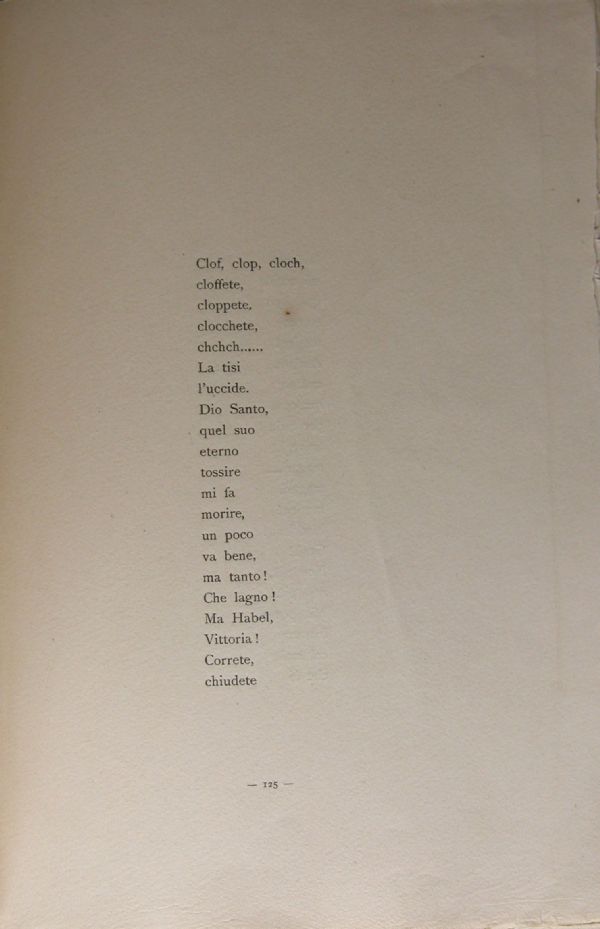 Clof, clop, cloch,
cloffete,
cloppete,
clocchete,
chchch......
La tisi
l'uccide.
Dio Santo,
quel suo
eterno
tossire
mi fa
morire,
un poco
va bene,
ma tanto !
Che lagno !
Ma Habel,
Vittoria !
Correte,
chiudete
— 125 —